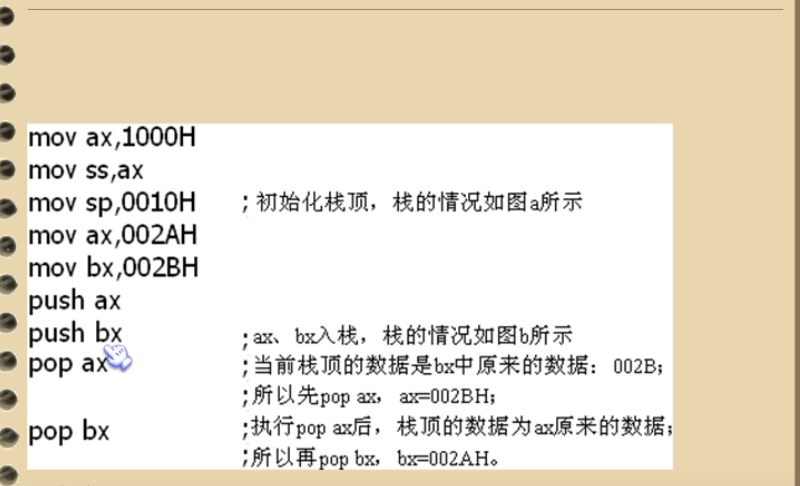 mov ax,1000H
mov ss,ax
mov sp,0010H ;初始化栈顶，栈的情况如图a所示
mov ax,002AH
mov bx,002BH
push ax
push bx ;ax、bx入栈，栈的情况如图b所示
pop ax ;当前栈顶的数据是bx中原来的数据：002B;
;所以先pop ax，ax=002BH;
pop bx ;执行pop ax后，栈顶的数据为ax原来的数据;
;所以再pop bx，bx=002AH。